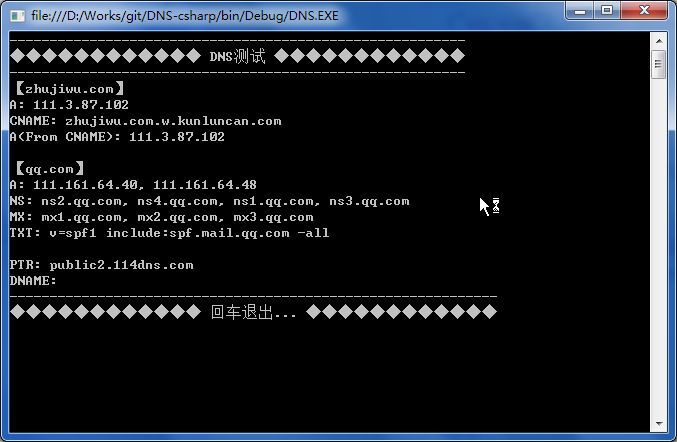 file:///D:/Works/git/DNS-csharp/bin/Debug/DNS.EXE
---------------------------------------------------------
◆◆◆◆◆◆◆◆◆◆◆◆ DNS测试 ◆◆◆◆◆◆◆◆◆◆◆◆
---------------------------------------------------------
【zhujiwu.com】
A: 111.3.87.102
CNAME: zhujiwu.com.w.kunluncan.com
A(From CNAME): 111.3.87.102
【qq.com】
A: 111.161.64.40, 111.161.64.48
NS: ns2.qq.com, ns4.qq.com, ns1.qq.com, ns3.qq.com
MX: mx1.qq.com, mx2.qq.com, mx3.qq.com
TXT: v=spf1 include:spf.mail.qq.com -all
PTR: public2.114dns.com
DNAME:
-------------------------------------------------------------
◆◆◆◆◆◆◆◆◆◆◆◆ 回车退出... ◆◆◆◆◆◆◆◆◆◆◆◆